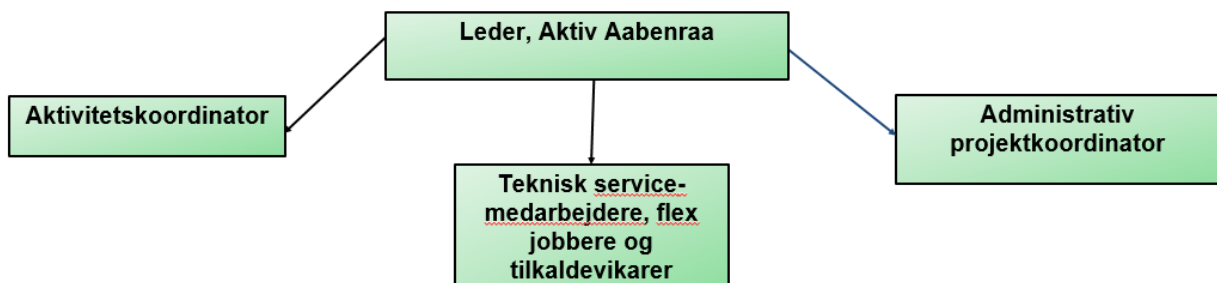 Leder, Aktiv Aabenraa
Aktivitetskoordinator
Administrativ
projektkoordinator
Teknisk service-
medarbejdere, flex
jobbere og
tilkaldevikarer